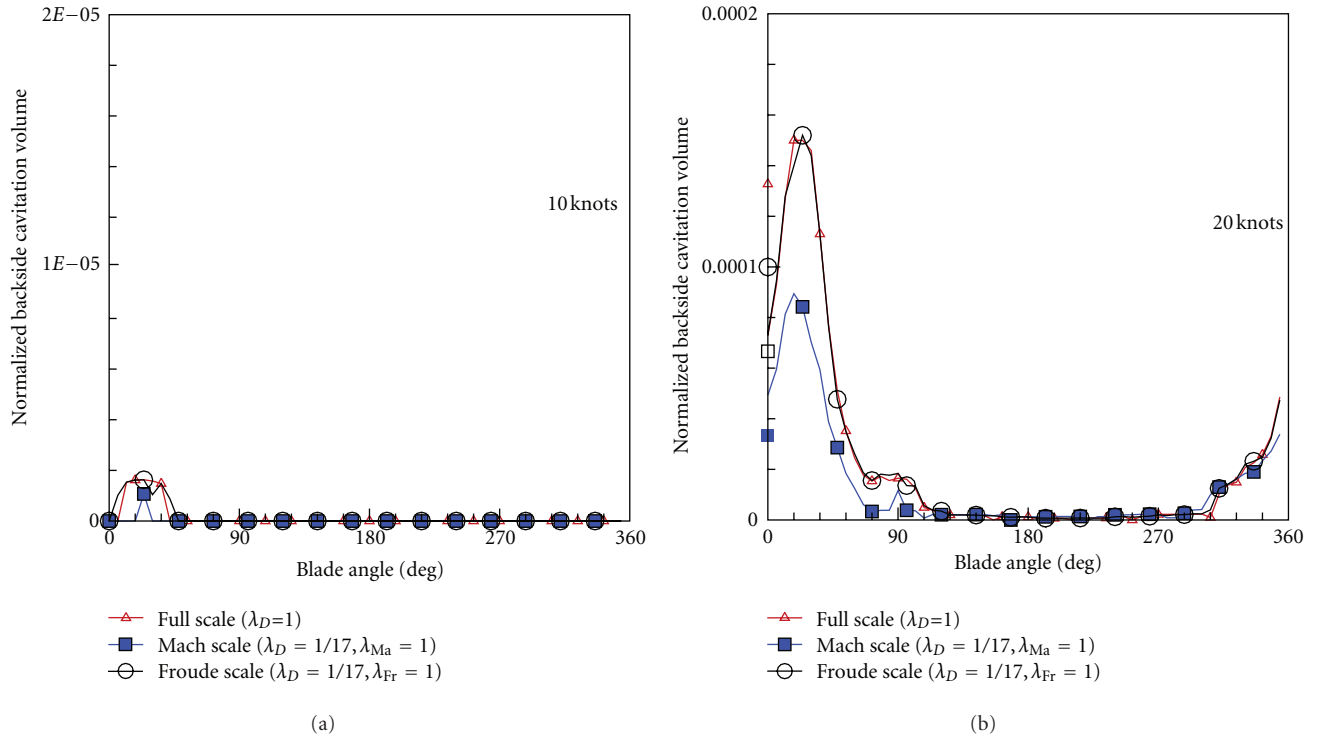 2E−05
1E−05
0
Normalized backside cavitation volume
10 knots
0 90 180 270 360
Blade angle (deg)
Full scale (λD=1)
Mach scale (λD = 1/17, λMa = 1)
Froude scale (λD = 1/17, λFr = 1)
(a)
0.0002
0.0001
0
Normalized backside cavitation volume
20 knots
0 90 180 270 360
Blade angle (deg)
Full scale (λD=1)
Mach scale (λD = 1/17, λMa = 1)
Froude scale (λD = 1/17, λFr = 1)
(b)